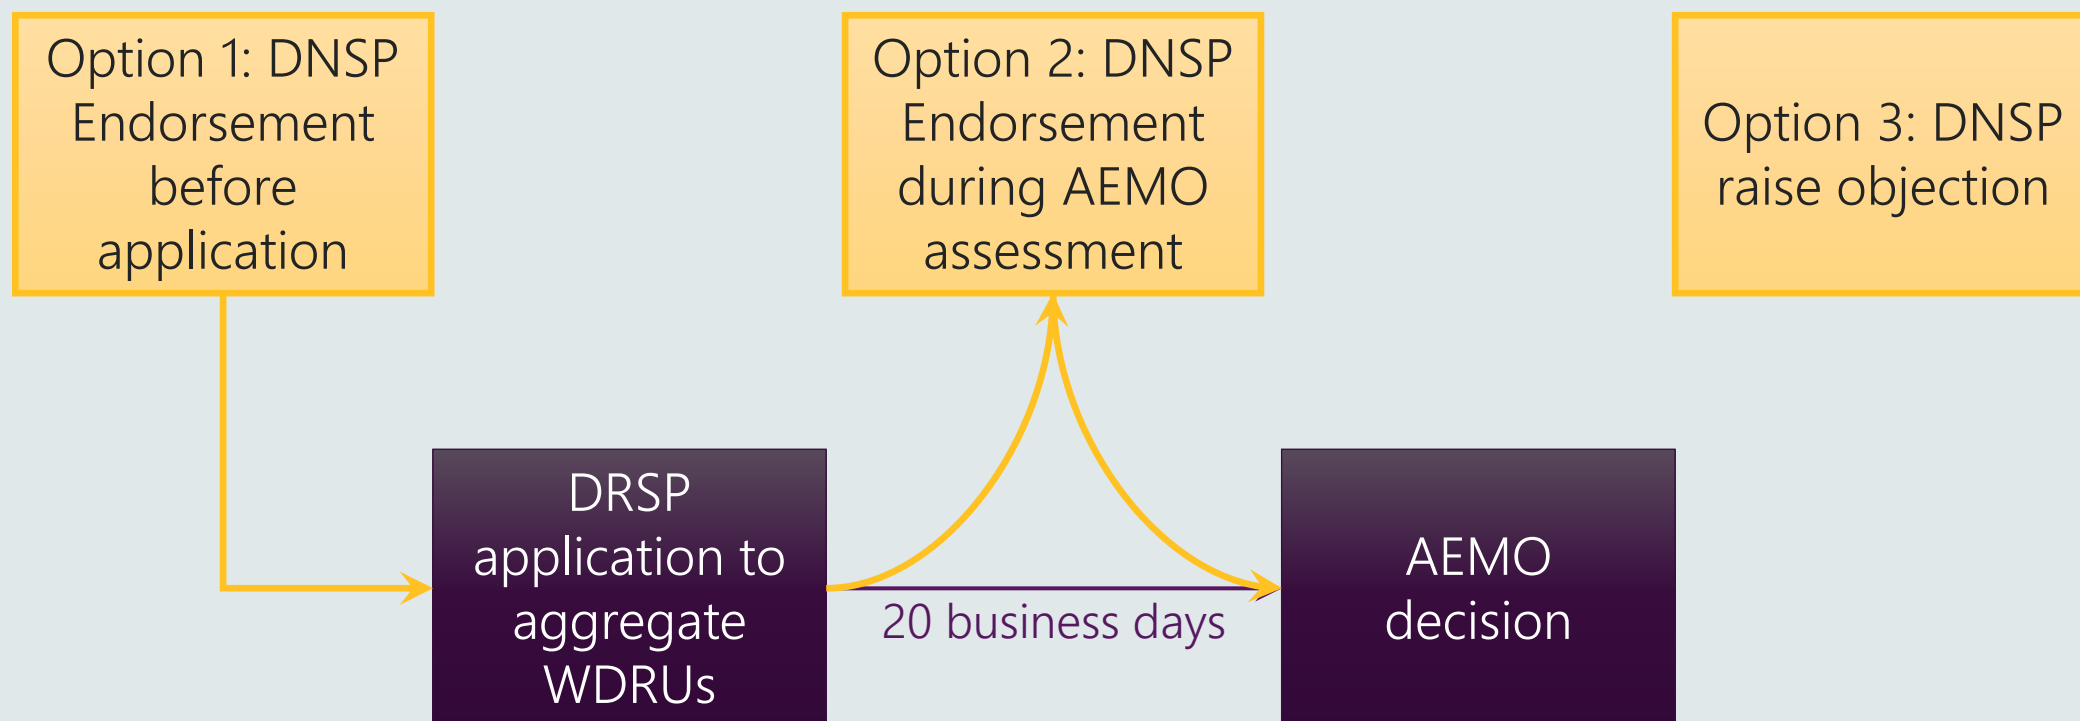 Option 1: DNSP
Endorsement
before
application
Option 2: DNSP
Endorsement
during AEMO
assessment
Option 3: DNSP
raise objection
DRSP
application to
aggregate
WDRUs
20 business days
AEMO
decision